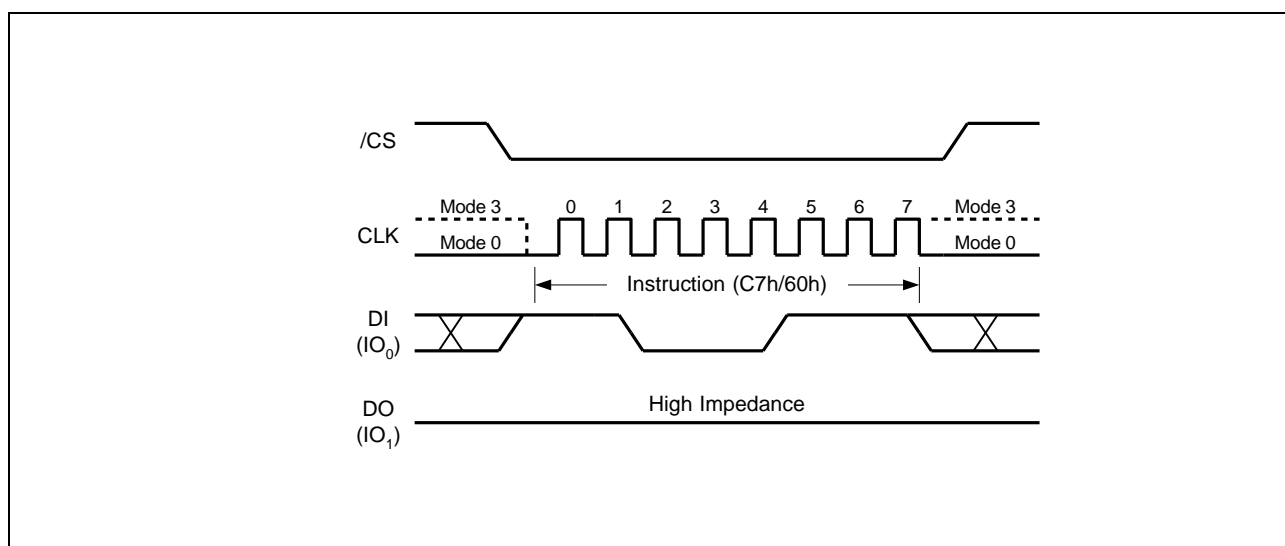 /CS
Mode 3 0 1 2 3 4 5 6 7 Mode 3
CLK
Mode 0 Mode 0
Instruction (C7h/60h)
DI
(IO₀)
High Impedance
DO
(IO₁)